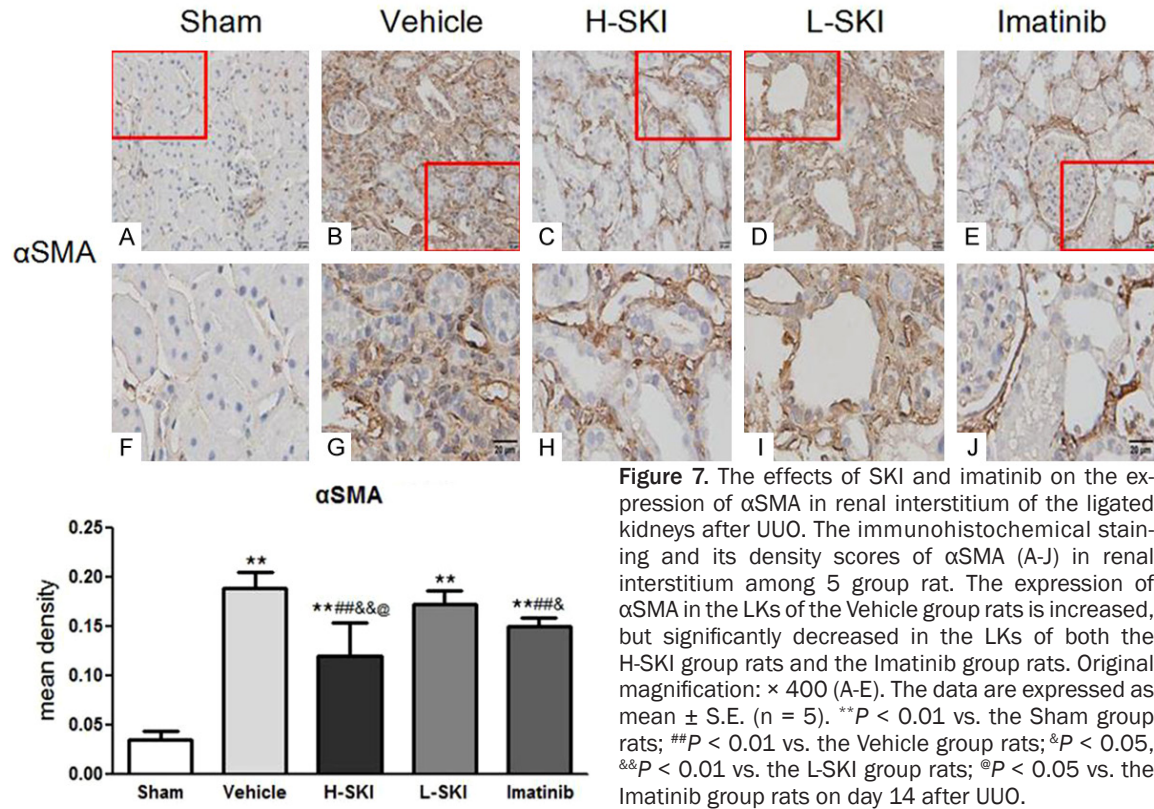 Sham Vehicle H-SKI L-SKI Imatinib
αSMA
A B C D E
F G H I J
20 µm 20 µm
αSMA
mean density
0.25
0.20
0.15
0.10
0.05
0.00
**
**##&&@
**
**##&
Sham Vehicle H-SKI L-SKI Imatinib
Figure 7. The effects of SKI and imatinib on the ex-
pression of αSMA in renal interstitium of the ligated
kidneys after UUO. The immunohistochemical stain-
ing and its density scores of αSMA (A-J) in renal
interstitium among 5 group rat. The expression of
αSMA in the LKs of the Vehicle group rats is increased,
but significantly decreased in the LKs of both the
H-SKI group rats and the Imatinib group rats. Original
magnification: × 400 (A-E). The data are expressed as
mean ± S.E. (n = 5). **P < 0.01 vs. the Sham group
rats; ##P < 0.01 vs. the Vehicle group rats; &P < 0.05,
&&P < 0.01 vs. the L-SKI group rats; @P < 0.05 vs. the
Imatinib group rats on day 14 after UUO.